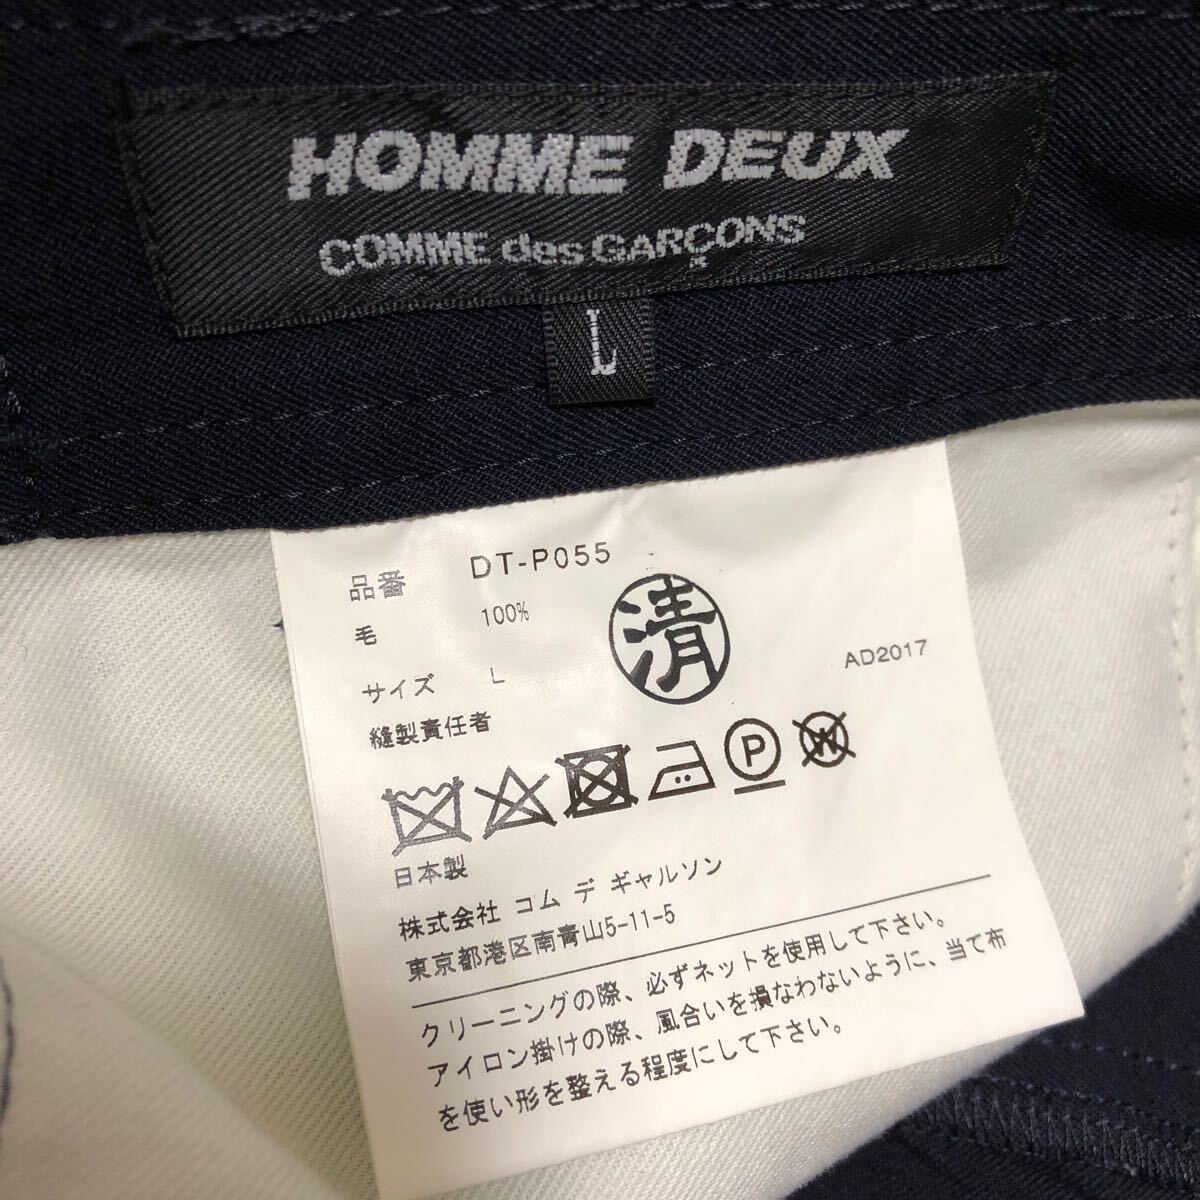 HOMME DEUX
COMME des GARÇONS
L
品番 DT-P055
毛 100%
サイズ L
縫製責任者
清
AD2017
P
W
日本製
株式会社 コム デ ギャルソン
東京都港区南青山5-11-5
クリーニングの際、必ずネットを使用して下さい。
アイロン掛けの際、風合いを損なわないように、当て布
を使い形を整える程度にして下さい。